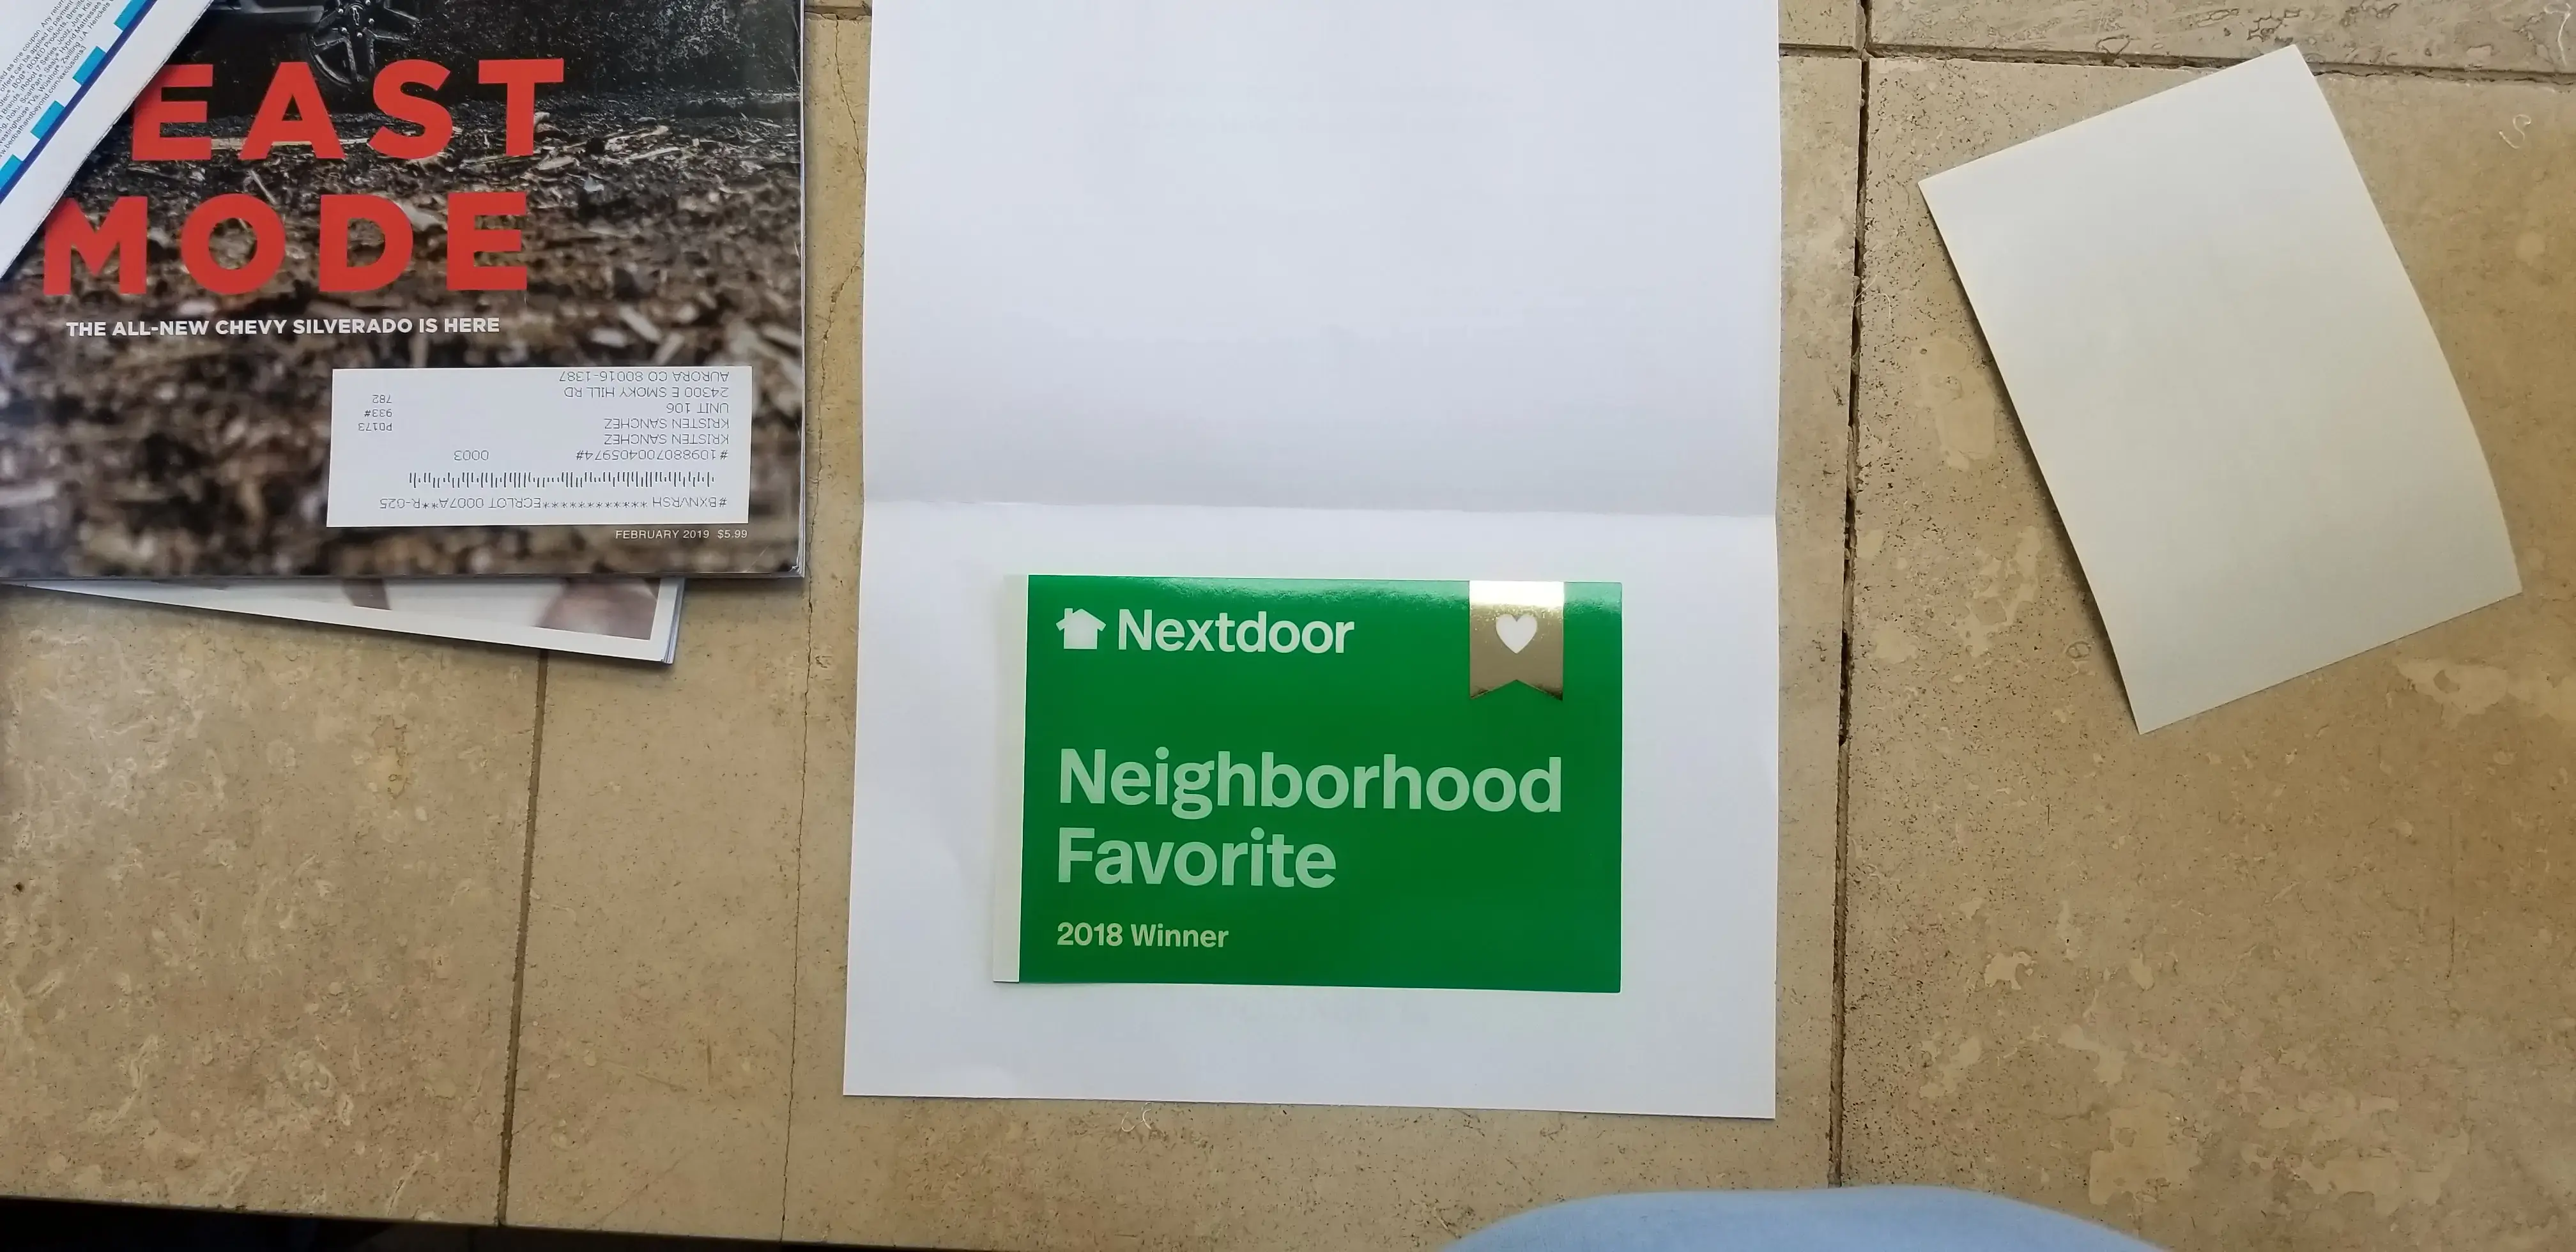 EAST
MODE
THE ALL-NEW CHEVY SILVERADO IS HERE
#BXNVRSH **************ECRLOT 0007A**R-025
#1098807004059 74# 0003
KRISTEN SANCHEZ P0173
KRISTEN SANCHEZ 933#
UNIT 106 782
24300 E SMOKY HILL RD
AURORA CO 80016-1387
FEBRUARY 2019 $5.99
Nextdoor
Neighborhood
Favorite
2018 Winner